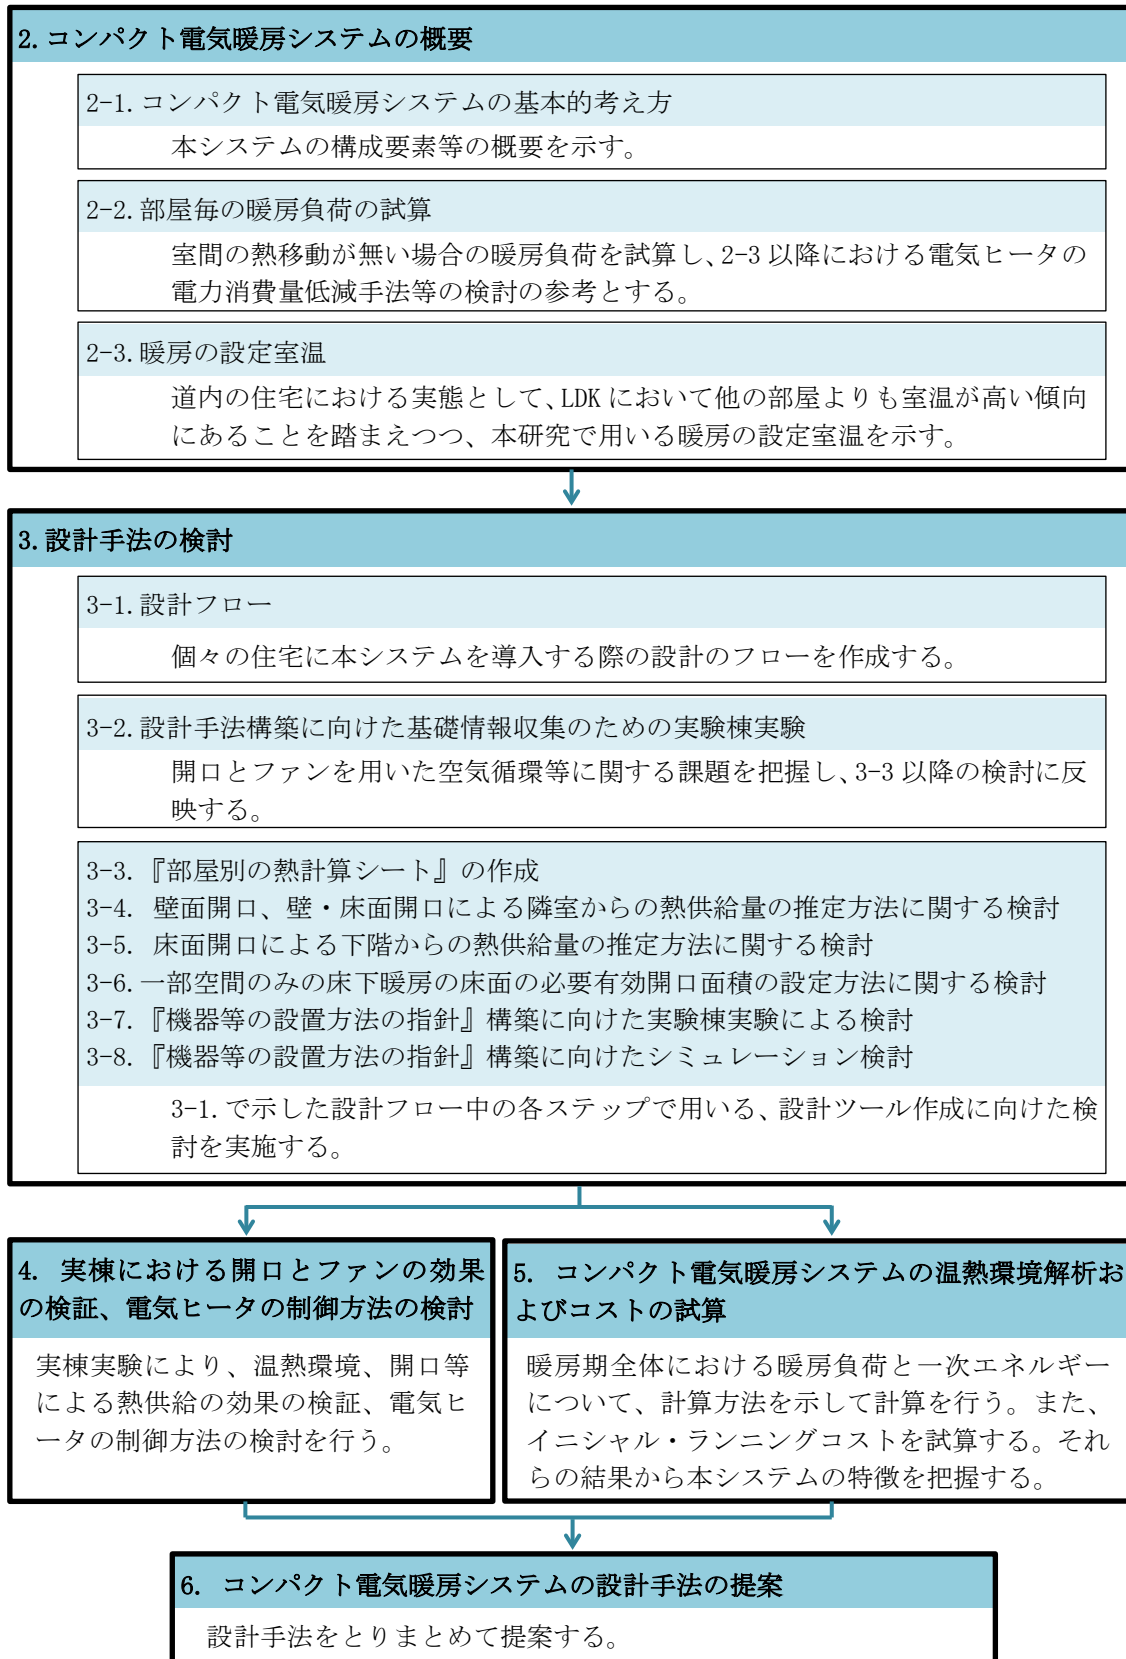 2.コンパクト電気暖房システムの概要
2-1.コンパクト電気暖房システムの基本的考え方
本システムの構成要素等の概要を示す。
2-2.部屋毎の暖房負荷の試算
室間の熱移動が無い場合の暖房負荷を試算し、2-3 以降における電気ヒータの
電力消費量低減手法等の検討の参考とする。
2-3.暖房の設定室温
道内の住宅における実態として、LDK において他の部屋よりも室温が高い傾向
にあることを踏まえつつ、本研究で用いる暖房の設定室温を示す。
3.設計手法の検討
3-1.設計フロー
個々の住宅に本システムを導入する際の設計のフローを作成する。
3-2.設計手法構築に向けた基礎情報収集のための実験棟実験
開口とファンを用いた空気循環等に関する課題を把握し、3-3 以降の検討に反
映する。
3-3.『部屋別の熱計算シート』の作成
3-4. 壁面開口、壁・床面開口による隣室からの熱供給量の推定方法に関する検討
3-5. 床面開口による下階からの熱供給量の推定方法に関する検討
3-6.一部空間のみの床下暖房の床面の必要有効開口面積の設定方法に関する検討
3-7.『機器等の設置方法の指針』構築に向けた実験棟実験による検討
3-8.『機器等の設置方法の指針』構築に向けたシミュレーション検討
3-1.で示した設計フロー中の各ステップで用いる、設計ツール作成に向けた検
討を実施する。
4. 実棟における開口とファンの効果
の検証、電気ヒータの制御方法の検討
実棟実験により、温熱環境、開口等
による熱供給の効果の検証、電気ヒ
ータの制御方法の検討を行う。
5. コンパクト電気暖房システムの温熱環境解析お
よびコストの試算
暖房期全体における暖房負荷と一次エネルギー
について、計算方法を示して計算を行う。また、
イニシャル・ランニングコストを試算する。それ
らの結果から本システムの特徴を把握する。
6. コンパクト電気暖房システムの設計手法の提案
設計手法をとりまとめて提案する。